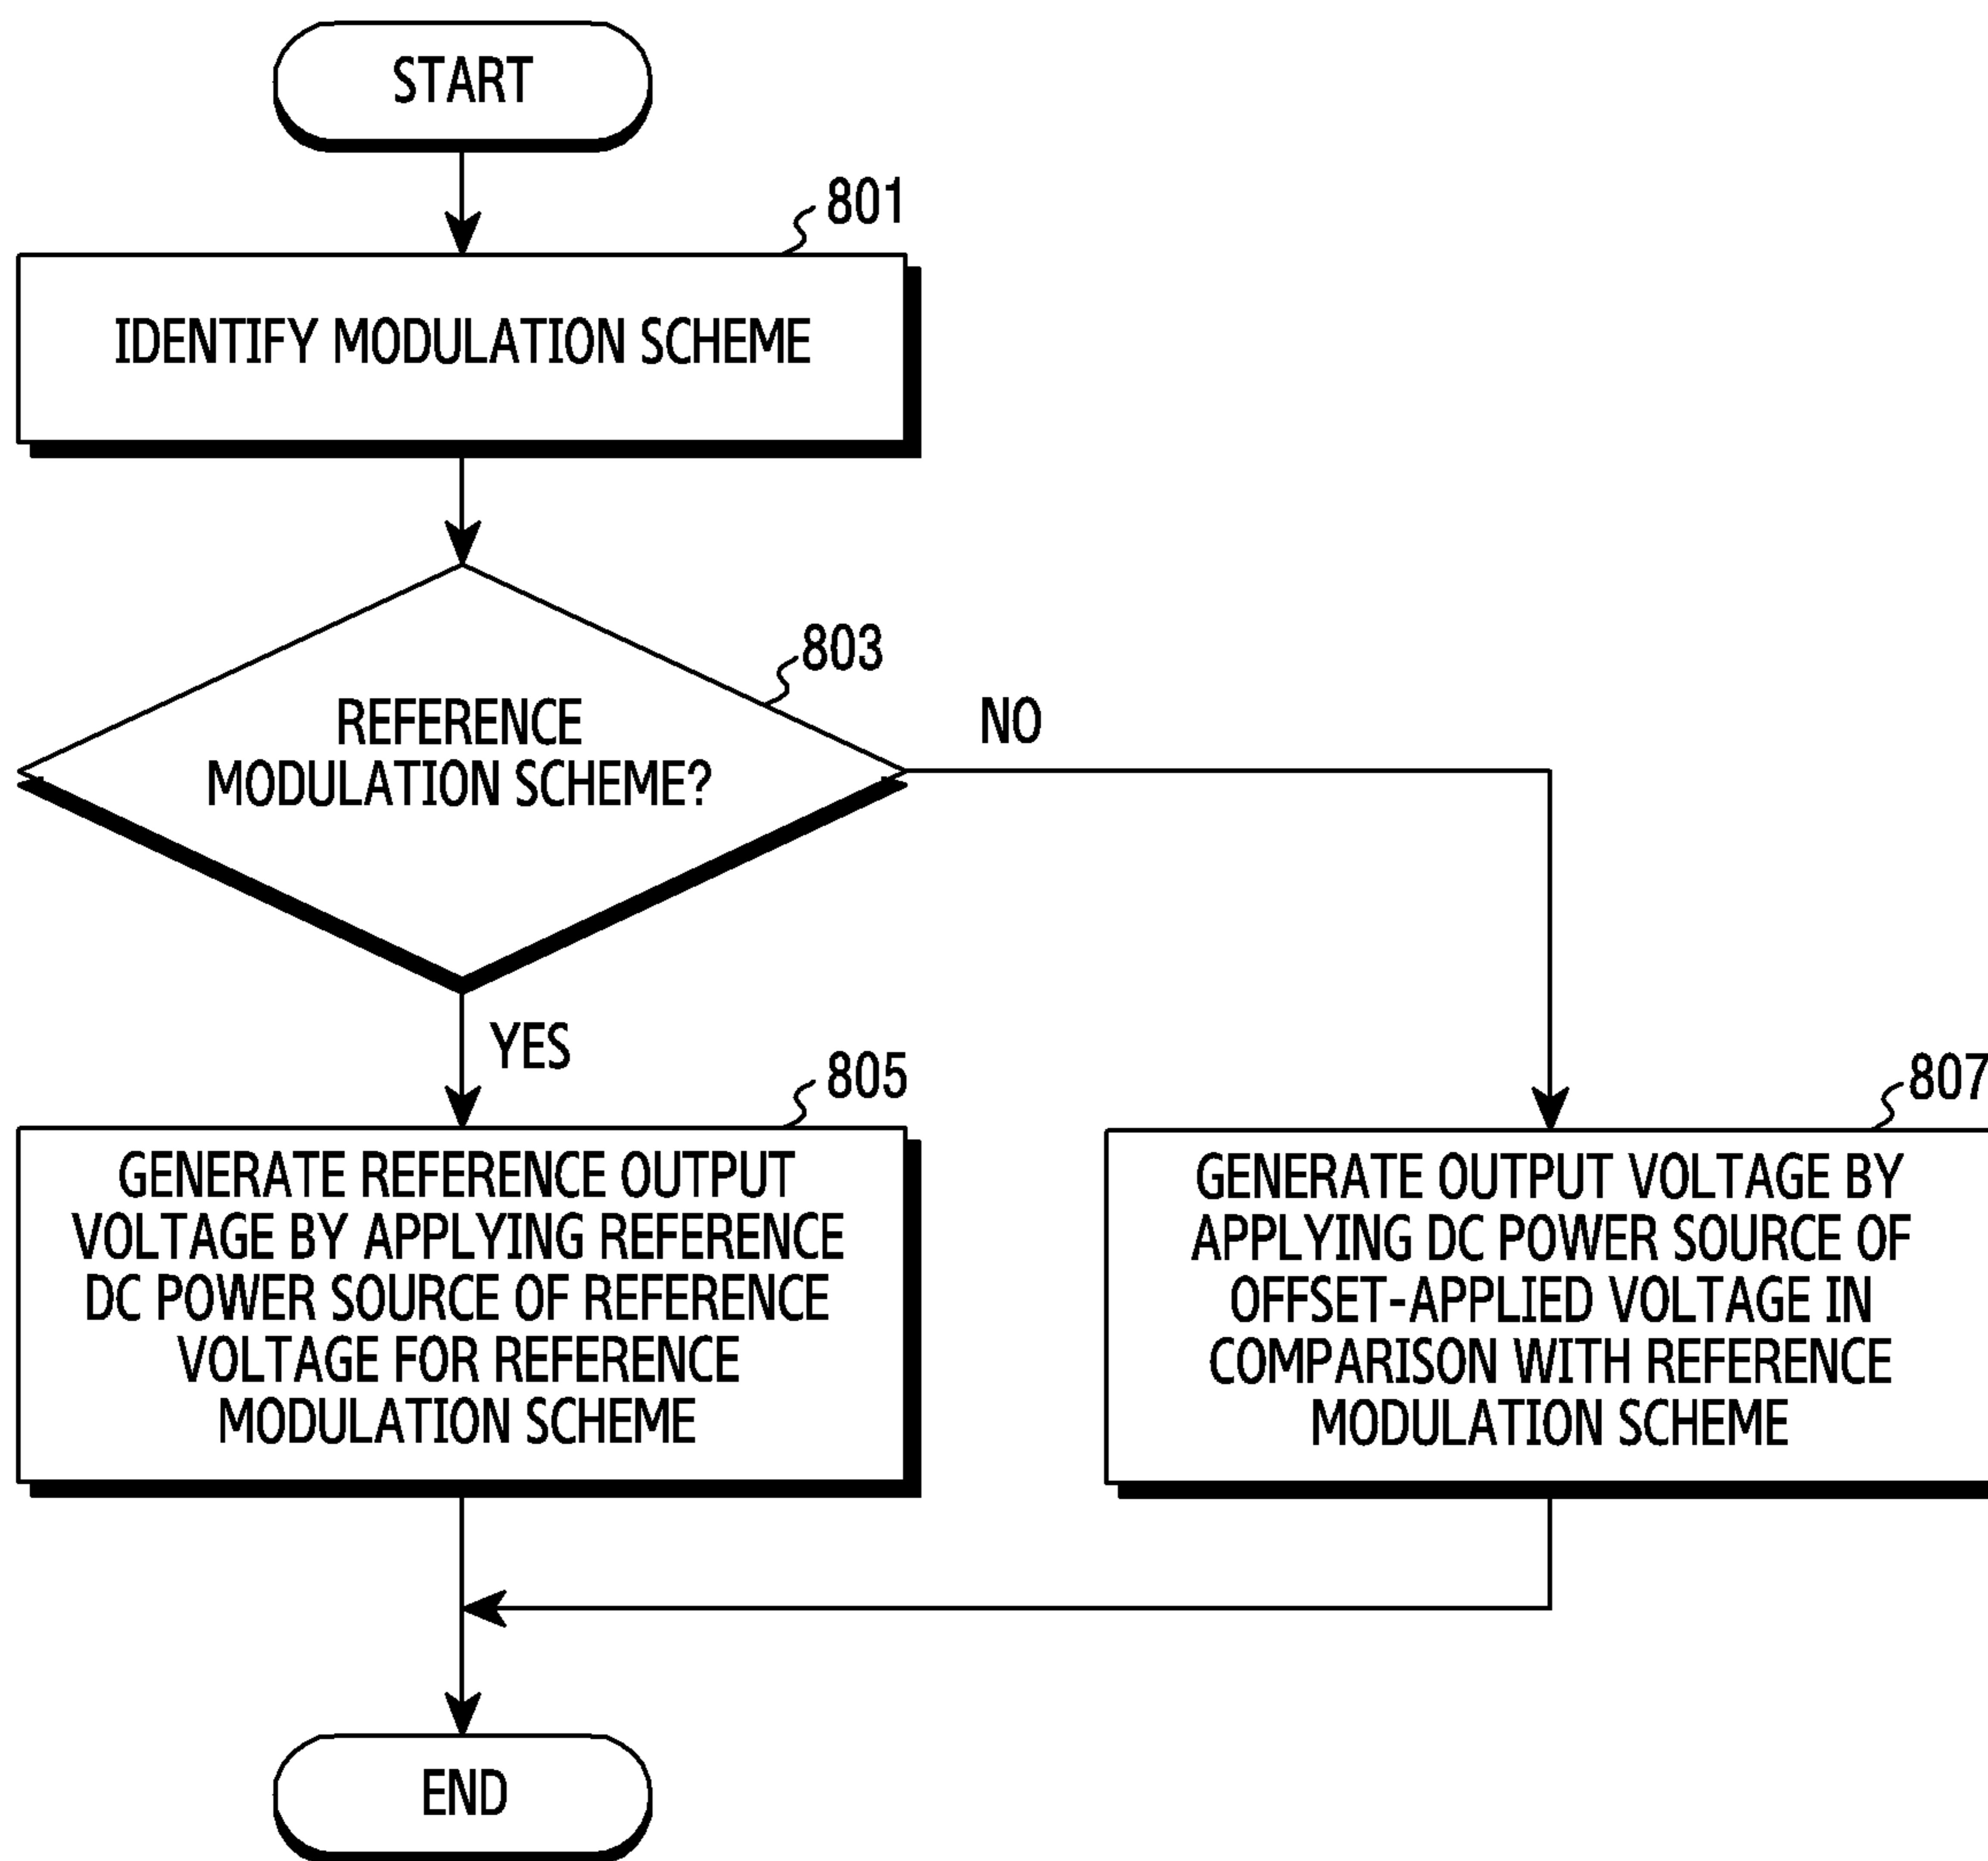 START
801
IDENTIFY MODULATION SCHEME
803
REFERENCE
MODULATION SCHEME?
NO
YES
805
GENERATE REFERENCE OUTPUT
VOLTAGE BY APPLYING REFERENCE
DC POWER SOURCE OF REFERENCE
VOLTAGE FOR REFERENCE
MODULATION SCHEME
807
GENERATE OUTPUT VOLTAGE BY
APPLYING DC POWER SOURCE OF
OFFSET-APPLIED VOLTAGE IN
COMPARISON WITH REFERENCE
MODULATION SCHEME
END